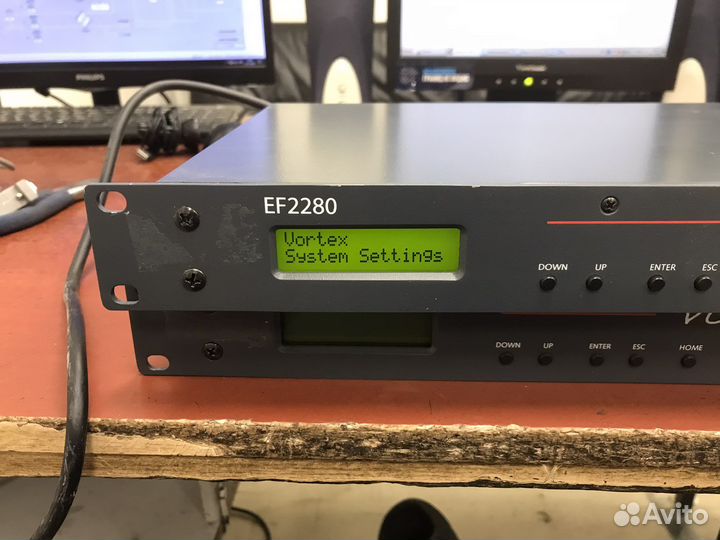 PHILIPS
EF2280
Vortex
System Settings
DOWN UP ENTER ESC
DOWN UP ENTER ESC HOME
Avito